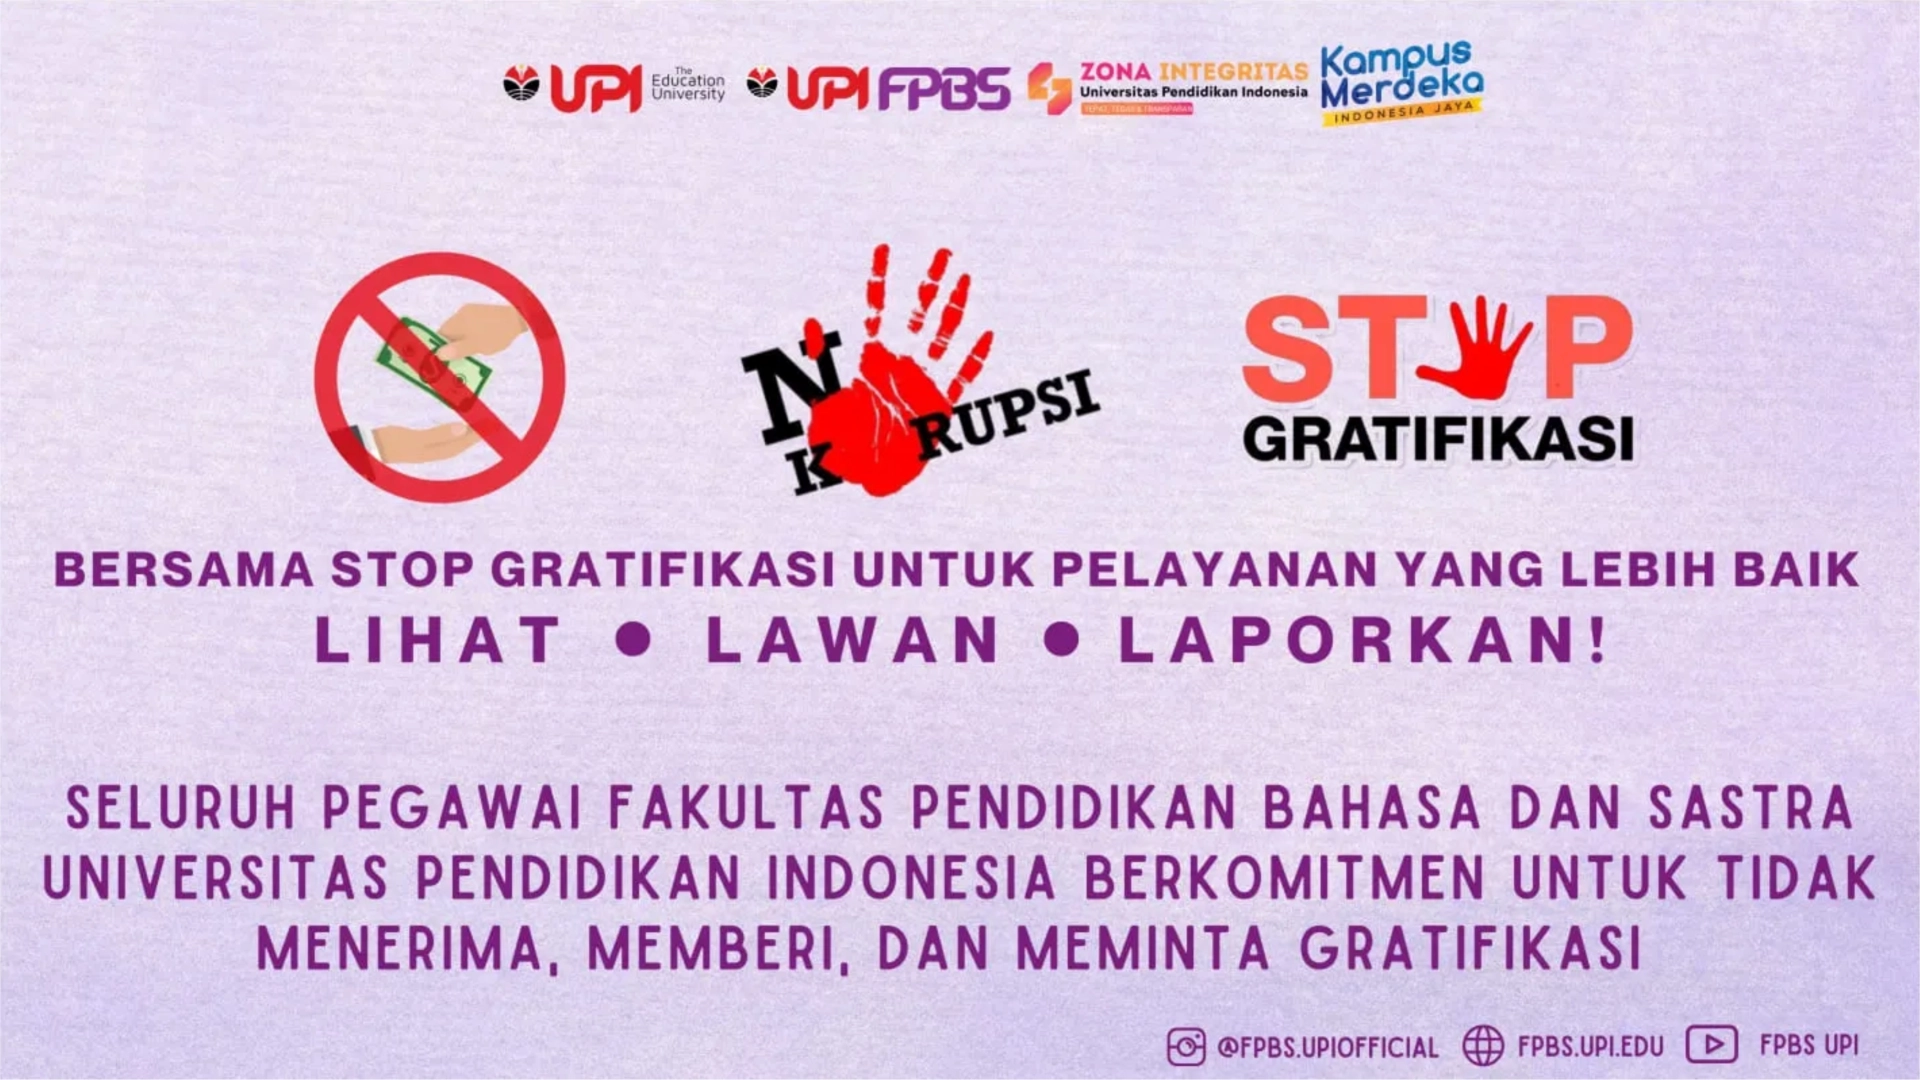 UPI The Education University
UPI FPBS
ZONA INTEGRITAS
Universitas Pendidikan Indonesia
Kampus
Merdeka
INDONESIA JAYA
NO
KORUPSI
STOP
GRATIFIKASI
BERSAMA STOP GRATIFIKASI UNTUK PELAYANAN YANG LEBIH BAIK
LIHAT • LAWAN • LAPORKAN!
SELURUH PEGAWAI FAKULTAS PENDIDIKAN BAHASA DAN SASTRA
UNIVERSITAS PENDIDIKAN INDONESIA BERKOMITMEN UNTUK TIDAK
MENERIMA, MEMBERI, DAN MEMINTA GRATIFIKASI
@FPBS.UPIOFFICIAL FPBS.UPI.EDU FPBS UPI